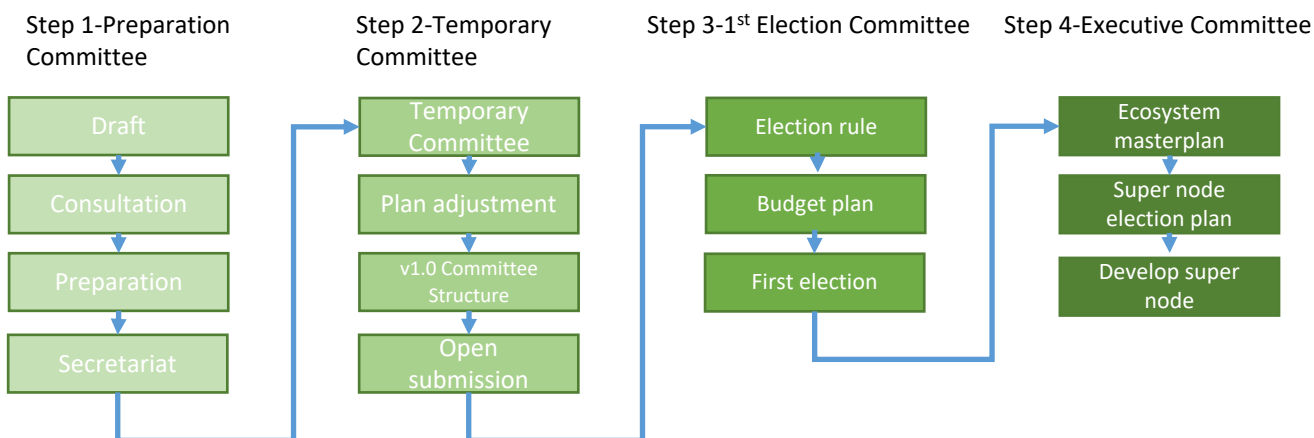 Step 1-Preparation
Committee
Draft
Consultation
Preparation
Secretariat
Step 2-Temporary
Committee
Temporary
Committee
Plan adjustment
v1.0 Committee
Structure
Open
submission
Step 3-1st Election Committee
Election rule
Budget plan
First election
Step 4-Executive Committee
Ecosystem
masterplan
Super node
election plan
Develop super
node